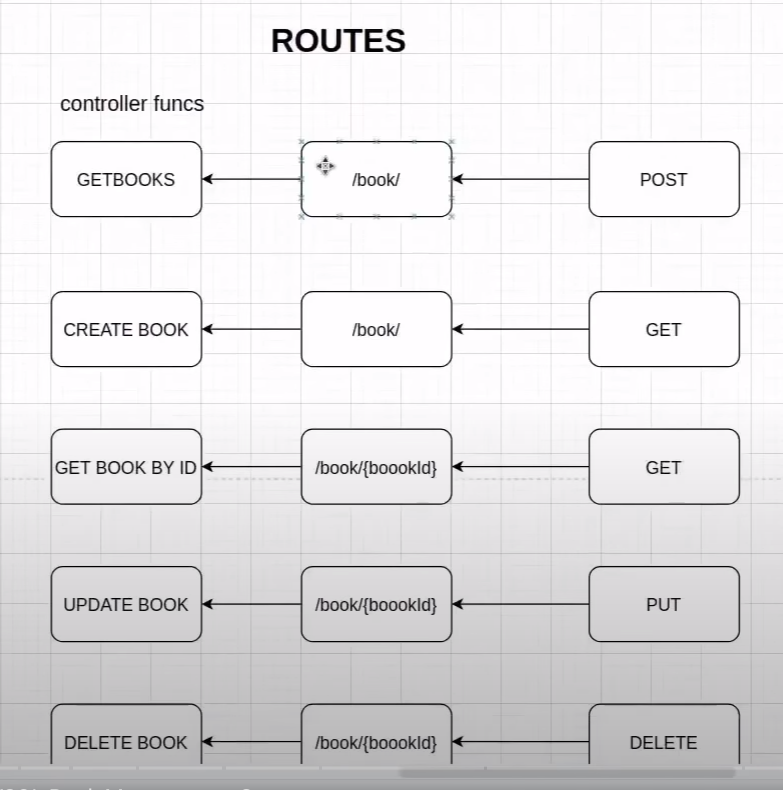 ROUTES
controller funcs
GETBOOKS
/book/
POST
CREATE BOOK
/book/
GET
GET BOOK BY ID
/book/{boookId}
GET
UPDATE BOOK
/book/{boookId}
PUT
DELETE BOOK
/book/{boookId}
DELETE